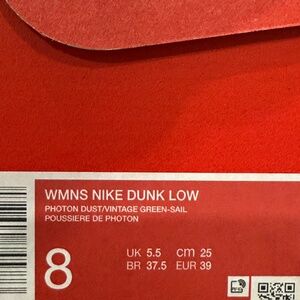 WMNS NIKE DUNK LOW
PHOTON DUST/VINTAGE GREEN-SAIL
POUSSIERE DE PHOTON
8
UK 5.5 cm 25
BR 37.5 EUR 39